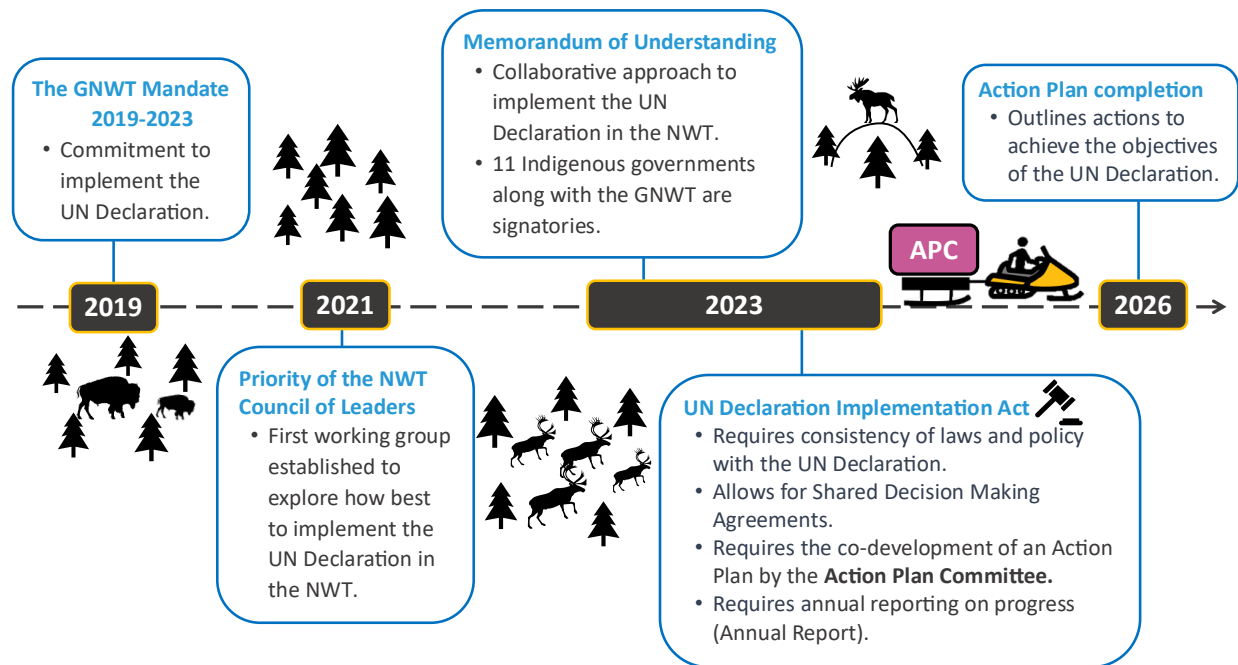 The GNWT Mandate
2019-2023
• Commitment to
implement the
UN Declaration.
Memorandum of Understanding
• Collaborative approach to
implement the UN
Declaration in the NWT.
• 11 Indigenous governments
along with the GNWT are
signatories.
Action Plan completion
• Outlines actions to
achieve the objectives
of the UN Declaration.
APC
2019
2021
2023
2026
Priority of the NWT
Council of Leaders
• First working group
established to
explore how best
to implement the
UN Declaration in
the NWT.
UN Declaration Implementation Act
• Requires consistency of laws and policy
with the UN Declaration.
• Allows for Shared Decision Making
Agreements.
• Requires the co-development of an Action
Plan by the Action Plan Committee.
• Requires annual reporting on progress
(Annual Report).